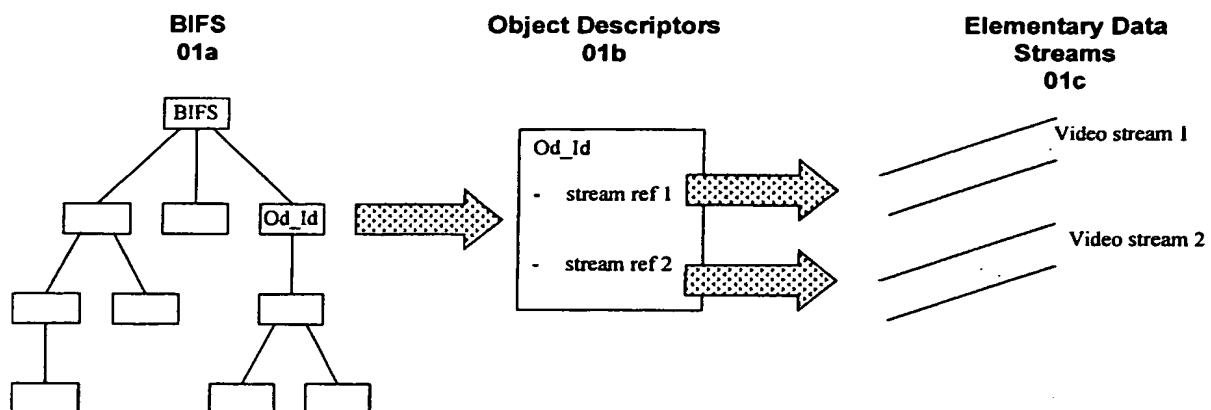 BIFS
01a
Object Descriptors
01b
Elementary Data
Streams
01c
BIFS
Od_Id
Od_Id
- stream ref 1
- stream ref 2
Video stream 1
Video stream 2